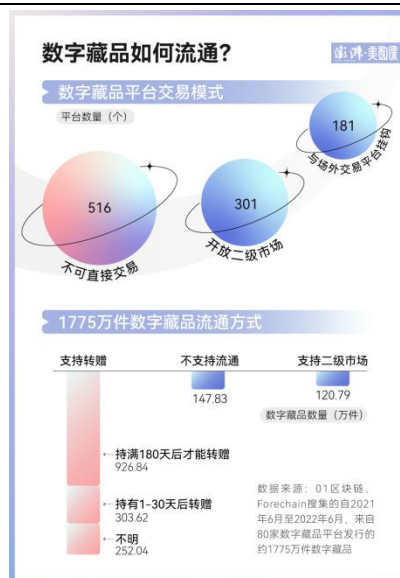 数字藏品如何流通?
澎湃·美数课
数字藏品平台交易模式
平台数量（个）
181
与场外交易平台挂钩
516
301
不可直接交易
开放二级市场
1775万件数字藏品流通方式
支持转赠
不支持流通
支持二级市场
147.83
120.79
数字藏品数量（万件）
持满180天后才能转赠
926.84
持有1-30天后转赠
303.62
不明
252.04
数据来源：01区块链、
Forechain搜集的自2021
年6月至2022年6月，来自
80家数字藏品平台发行的
约1775万件数字藏品